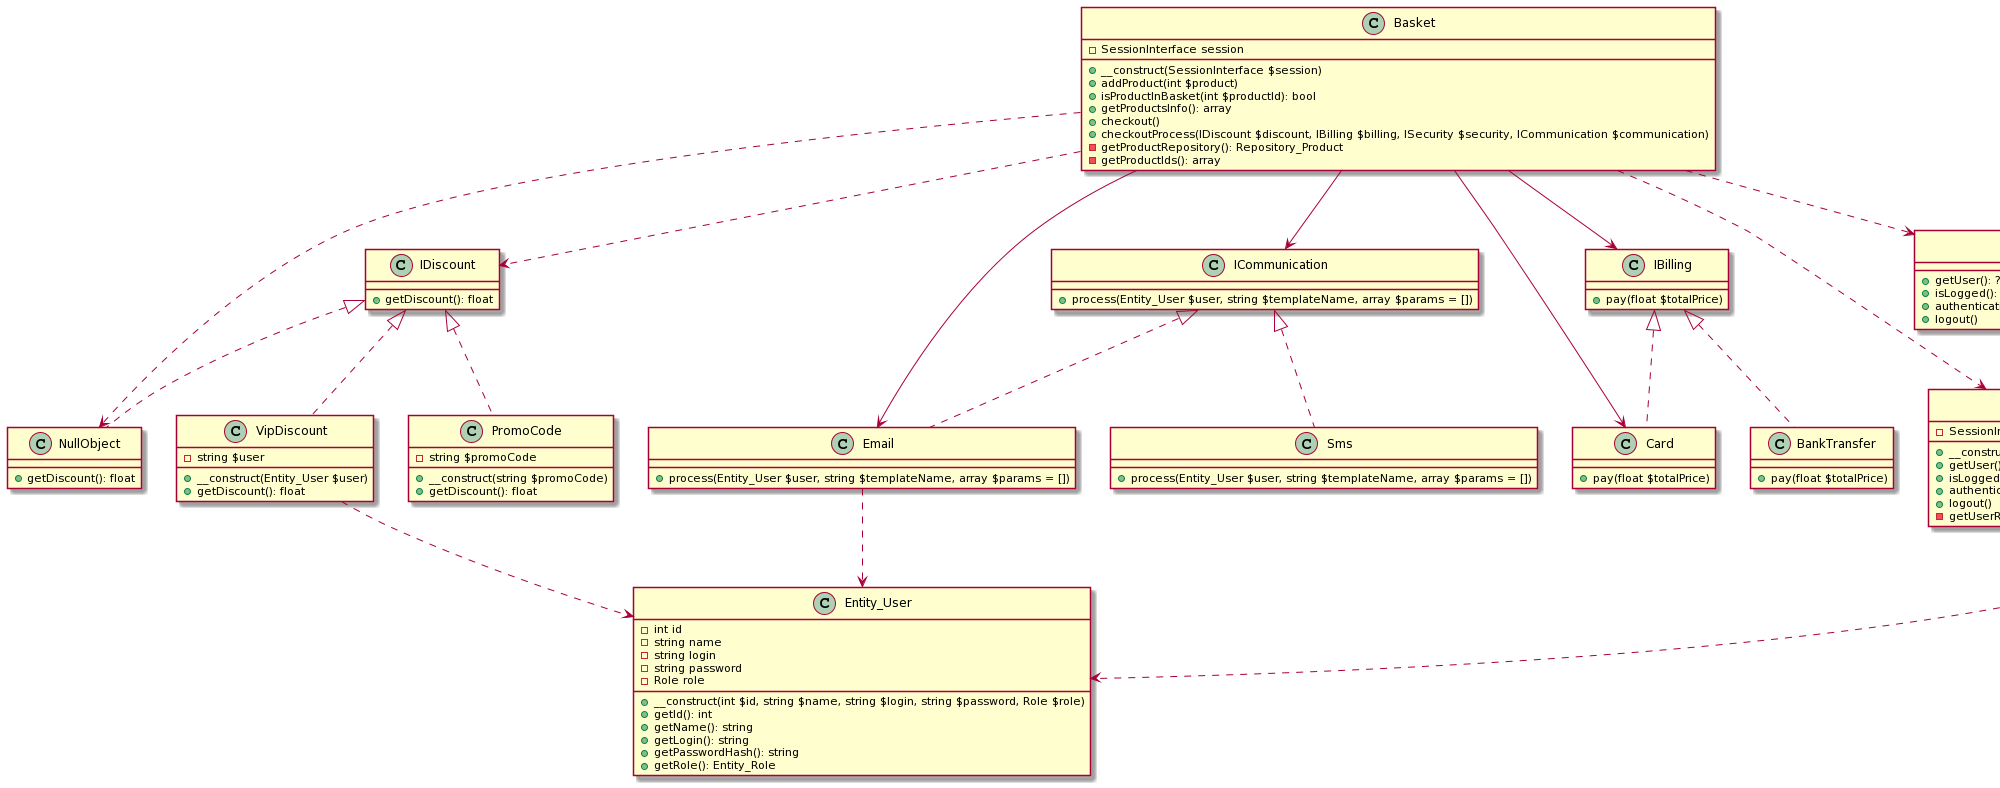 C Basket
SessionInterface session
__construct(SessionInterface $session)
addProduct(int $product)
isProductInBasket(int $productId): bool
getProductsInfo(): array
checkout()
checkoutProcess(IDiscount $discount, IBilling $billing, ISecurity $security, ICommunication $communication)
getProductRepository(): Repository_Product
getProductIds(): array
C IDiscount
getDiscount(): float
C ICommunication
process(Entity_User $user, string $templateName, array $params = [])
C IBilling
pay(float $totalPrice)
getUser(): ?
isLogged():
authenticati
logout()
C NullObject
getDiscount(): float
C VipDiscount
string $user
__construct(Entity_User $user)
getDiscount(): float
C PromoCode
string $promoCode
__construct(string $promoCode)
getDiscount(): float
C Email
process(Entity_User $user, string $templateName, array $params = [])
C Sms
process(Entity_User $user, string $templateName, array $params = [])
C Card
pay(float $totalPrice)
C BankTransfer
pay(float $totalPrice)
SessionIn
__constru
getUser()
isLogged
authentic
logout()
getUserR
C Entity_User
int id
string name
string login
string password
Role role
__construct(int $id, string $name, string $login, string $password, Role $role)
getId(): int
getName(): string
getLogin(): string
getPasswordHash(): string
getRole(): Entity_Role